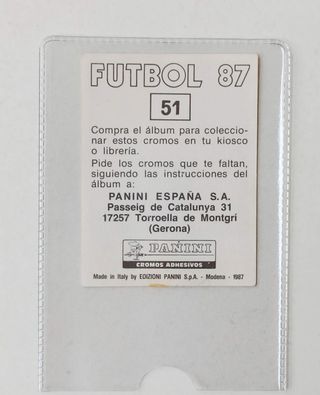 FUTBOL 87
51
Compra el álbum para coleccio-
nar estos cromos en tu kiosco
o librería.
Pide los cromos que te faltan,
siguiendo las instrucciones del
álbum a:
PANINI ESPAÑA S.A.
Passeig de Catalunya 31
17257 Torroella de Montgrí
(Gerona)
PANINI
CROMOS ADHESIVOS
Made in Italy by EDIZIONI PANINI S.p.A. - Modena - 1987